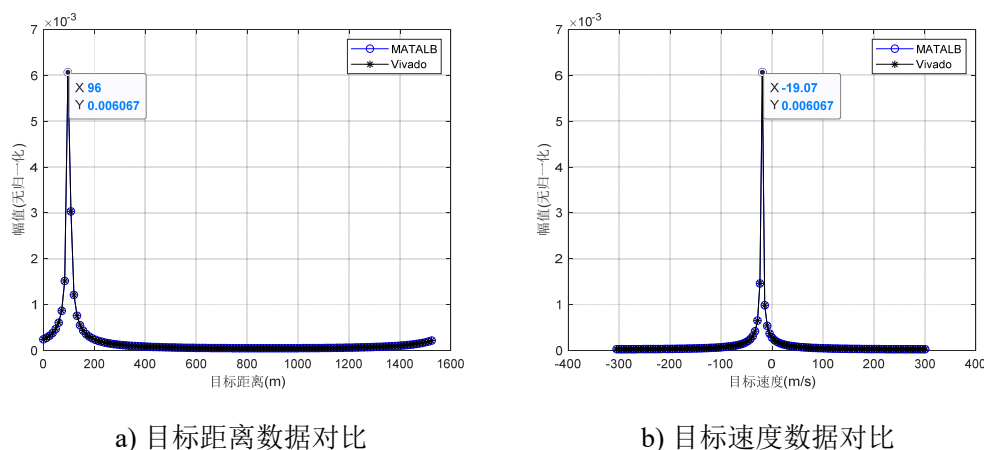 ×10⁻³
7
6
5
4
3
2
1
0
幅值(无归一化)
0 200 400 600 800 1000 1200 1400 1600
目标距离(m)
MATALB
Vivado
X 96
Y 0.006067
a) 目标距离数据对比
×10⁻³
7
6
5
4
3
2
1
0
幅值(无归一化)
-400 -300 -200 -100 0 100 200 300 400
目标速度(m/s)
MATALB
Vivado
X -19.07
Y 0.006067
b) 目标速度数据对比